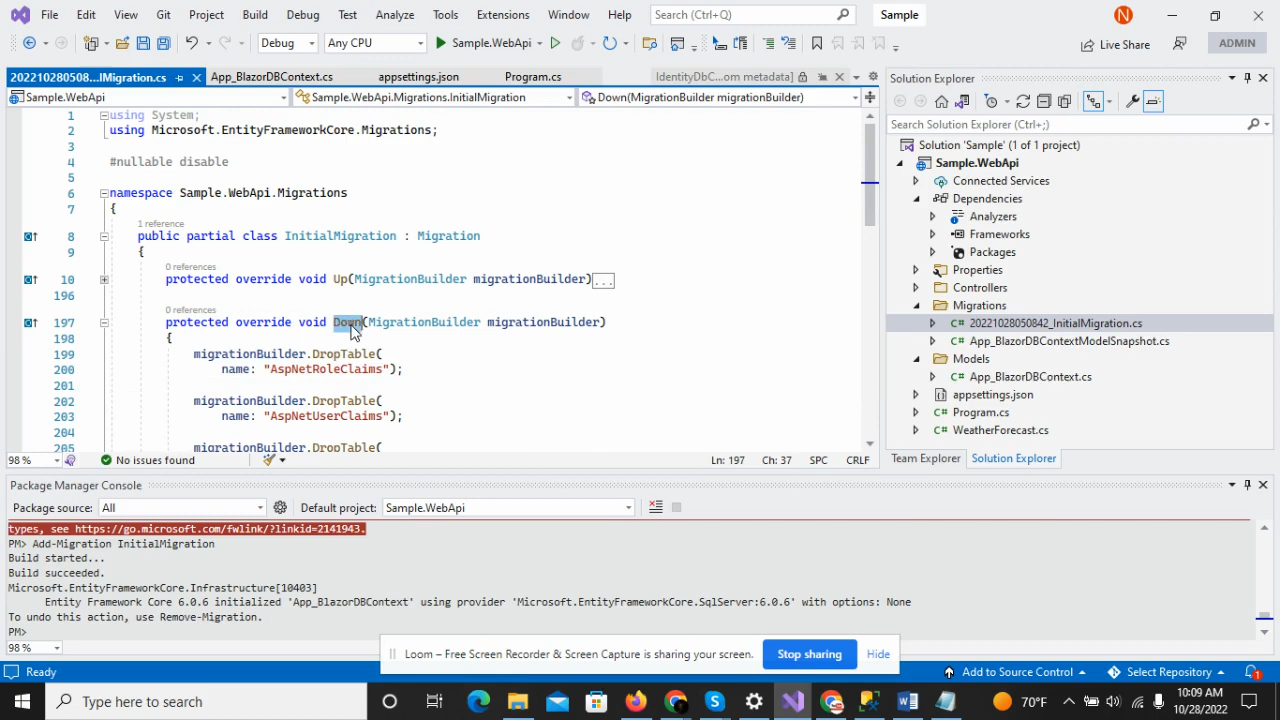 File Edit View Git Project Build Debug Test Analyze Tools Extensions Window Help Search (Ctrl+Q) Sample N
Debug Any CPU Sample.WebApi Live Share ADMIN
202210280508...lMigration.cs App_BlazorDBContext.cs appsettings.json Program.cs IdentityDbC...om metadata]
Sample.WebApi Sample.WebApi.Migrations.InitialMigration Down(MigrationBuilder migrationBuilder)
1 using System;
2 using Microsoft.EntityFrameworkCore.Migrations;
3
4 #nullable disable
5
6 namespace Sample.WebApi.Migrations
7 {
1 reference
8 public partial class InitialMigration : Migration
9 {
0 references
10 protected override void Up(MigrationBuilder migrationBuilder)...
196
0 references
197 protected override void Down(MigrationBuilder migrationBuilder)
198 {
199 migrationBuilder.DropTable(
200 name: "AspNetRoleClaims");
201
202 migrationBuilder.DropTable(
203 name: "AspNetUserClaims");
204
205 migrationBuilder.DropTable(
98 % No issues found Ln: 197 Ch: 37 SPC CRLF
Solution Explorer
Search Solution Explorer (Ctrl+;)
Solution 'Sample' (1 of 1 project)
Sample.WebApi
Connected Services
Dependencies
Analyzers
Frameworks
Packages
Properties
Controllers
Migrations
20221028050842_InitialMigration.cs
App_BlazorDBContextModelSnapshot.cs
Models
App_BlazorDBContext.cs
appsettings.json
Program.cs
WeatherForecast.cs
Team Explorer Solution Explorer
Package Manager Console
Package source: All Default project: Sample.WebApi
types, see https://go.microsoft.com/fwlink/?linkid=2141943.
PM> Add-Migration InitialMigration
Build started...
Build succeeded.
Microsoft.EntityFrameworkCore.Infrastructure[10403]
Entity Framework Core 6.0.6 initialized 'App_BlazorDBContext' using provider 'Microsoft.EntityFrameworkCore.SqlServer:6.0.6' with options: None
To undo this action, use Remove-Migration.
PM>
98 %
Loom – Free Screen Recorder & Screen Capture is sharing your screen. Stop sharing Hide
Ready Add to Source Control Select Repository 1
Type here to search 70°F 10:09 AM
10/28/2022